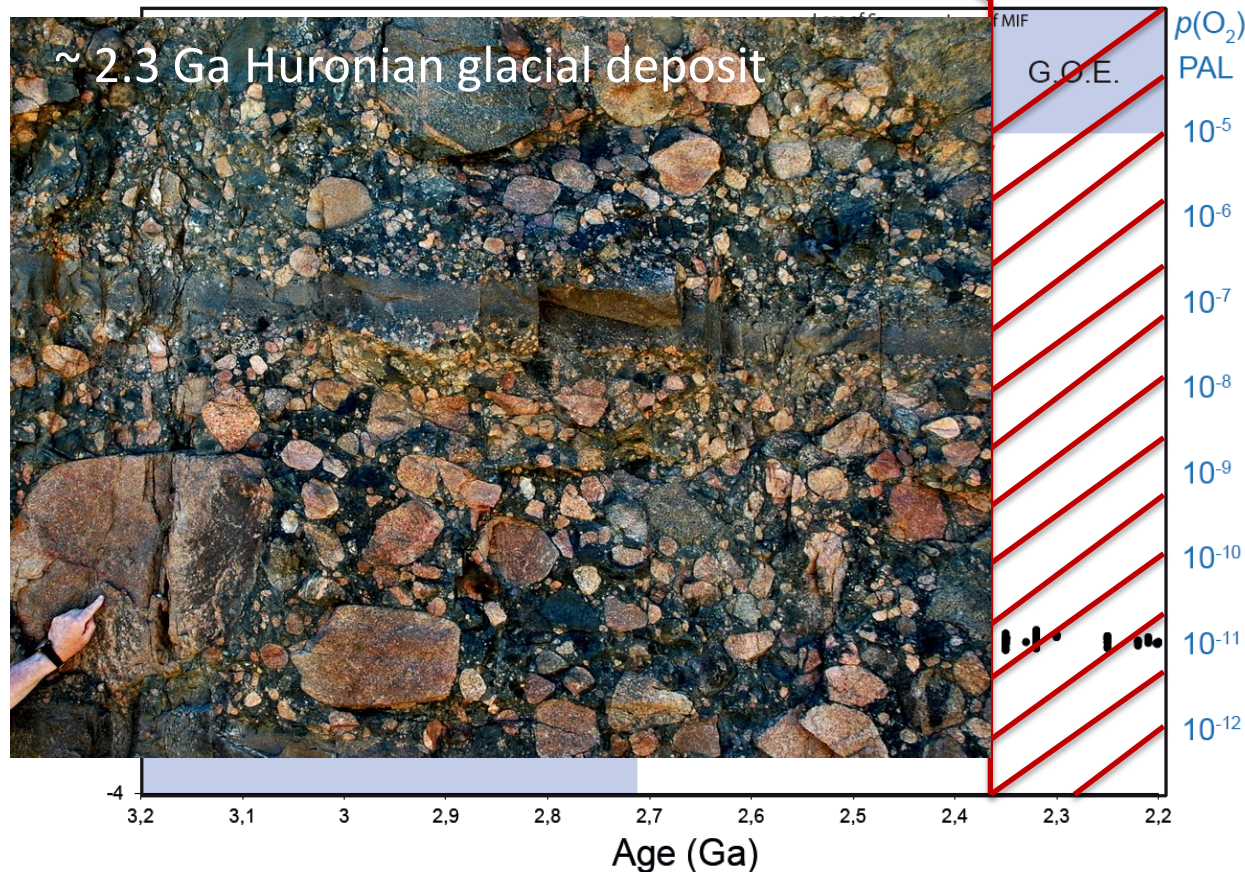 f MIF
~ 2.3 Ga Huronian glacial deposit
G.O.E.
p(O₂)
PAL
10⁻⁵
10⁻⁶
10⁻⁷
10⁻⁸
10⁻⁹
10⁻¹⁰
10⁻¹¹
10⁻¹²
-4
3,2 3,1 3 2,9 2,8 2,7 2,6 2,5 2,4 2,3 2,2
Age (Ga)